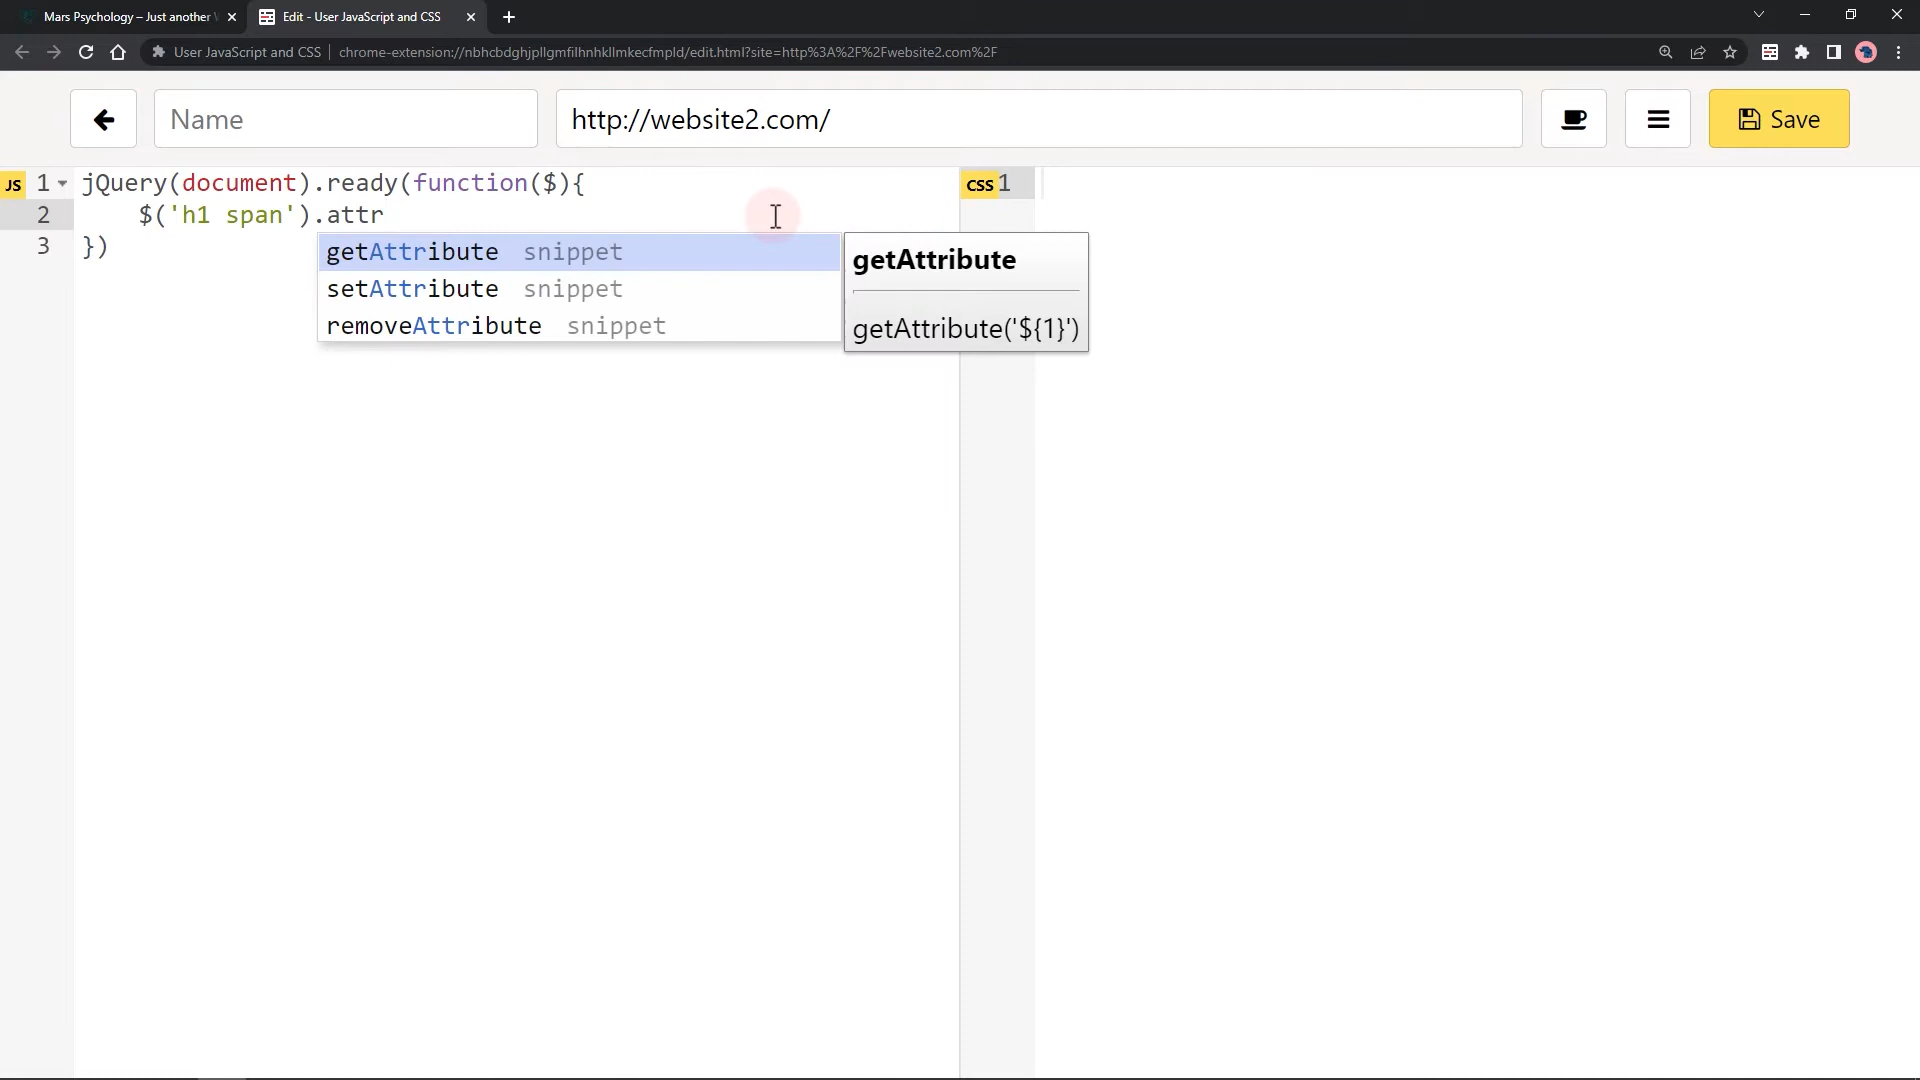 Mars Psychology – Just another W
Edit - User JavaScript and CSS
User JavaScript and CSS | chrome-extension://nbhcbdghjpllgmfilhnhkllmkecfmpld/edit.html?site=http%3A%2F%2Fwebsite2.com%2F
Name
http://website2.com/
Save
JS
1 jQuery(document).ready(function($){
2 $('h1 span').attr
3 })
getAttribute snippet
setAttribute snippet
removeAttribute snippet
getAttribute
getAttribute('${1}')
CSS 1